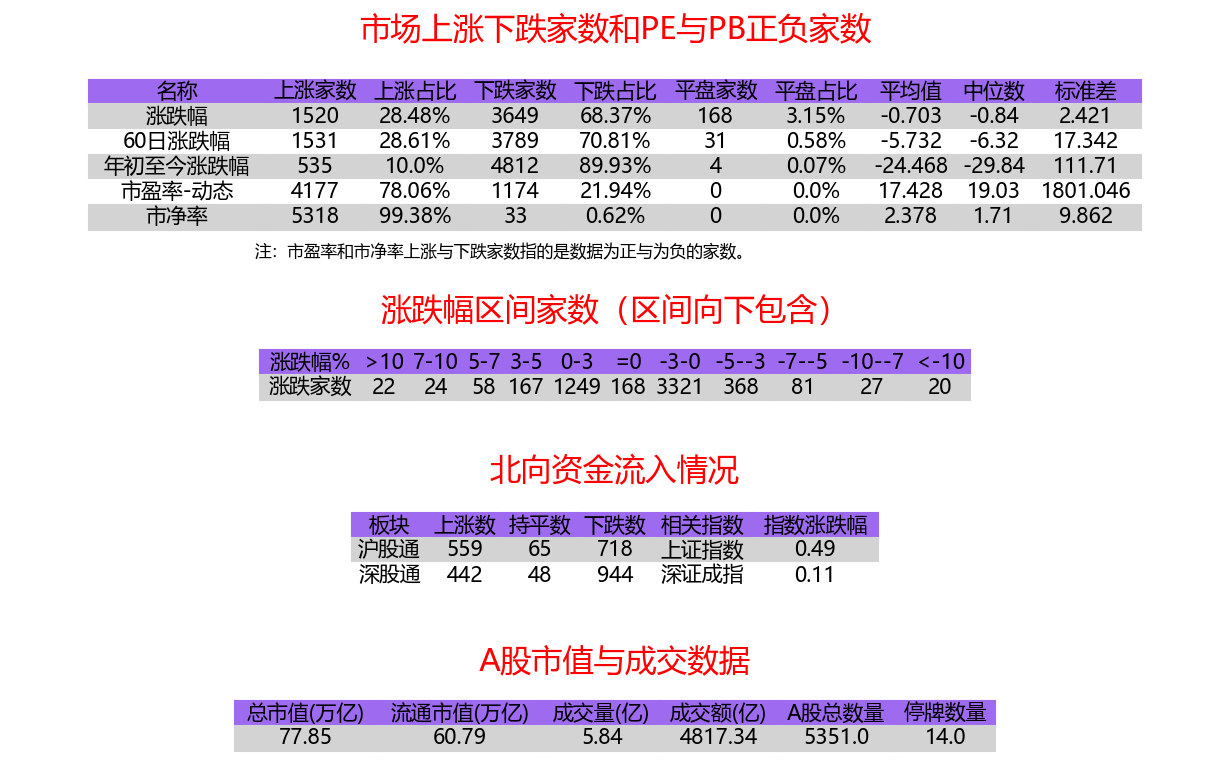 市场上涨下跌家数和PE与PB正负家数
名称 上涨家数 上涨占比 下跌家数 下跌占比 平盘家数 平盘占比 平均值 中位数 标准差
涨跌幅 1520 28.48% 3649 68.37% 168 3.15% -0.703 -0.84 2.421
60日涨跌幅 1531 28.61% 3789 70.81% 31 0.58% -5.732 -6.32 17.342
年初至今涨跌幅 535 10.0% 4812 89.93% 4 0.07% -24.468 -29.84 111.71
市盈率-动态 4177 78.06% 1174 21.94% 0 0.0% 17.428 19.03 1801.046
市净率 5318 99.38% 33 0.62% 0 0.0% 2.378 1.71 9.862
注：市盈率和市净率上涨与下跌家数指的是数据为正与为负的家数。
涨跌幅区间家数（区间向下包含）
涨跌幅% >10 7-10 5-7 3-5 0-3 =0 -3-0 -5--3 -7--5 -10--7 <-10
涨跌家数 22 24 58 167 1249 168 3321 368 81 27 20
北向资金流入情况
板块 上涨数 持平数 下跌数 相关指数 指数涨跌幅
沪股通 559 65 718 上证指数 0.49
深股通 442 48 944 深证成指 0.11
A股市值与成交数据
总市值(万亿) 流通市值(万亿) 成交量(亿) 成交额(亿) A股总数量 停牌数量
77.85 60.79 5.84 4817.34 5351.0 14.0